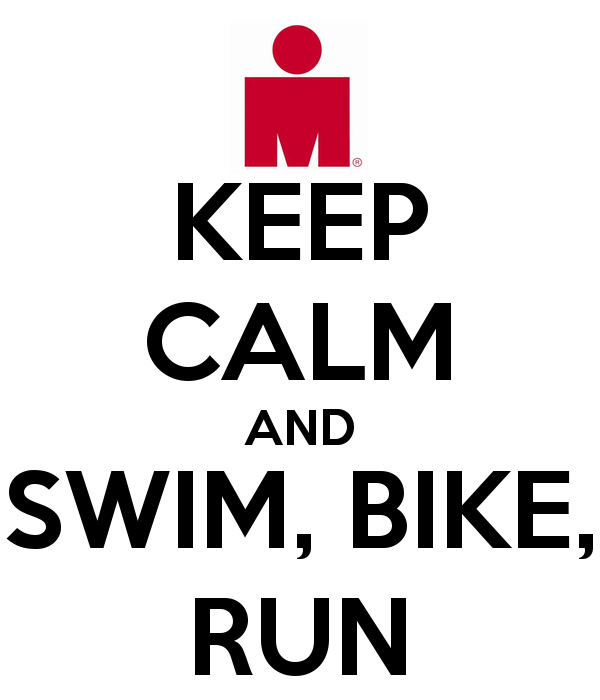 ®
KEEP
CALM
AND
SWIM, BIKE,
RUN